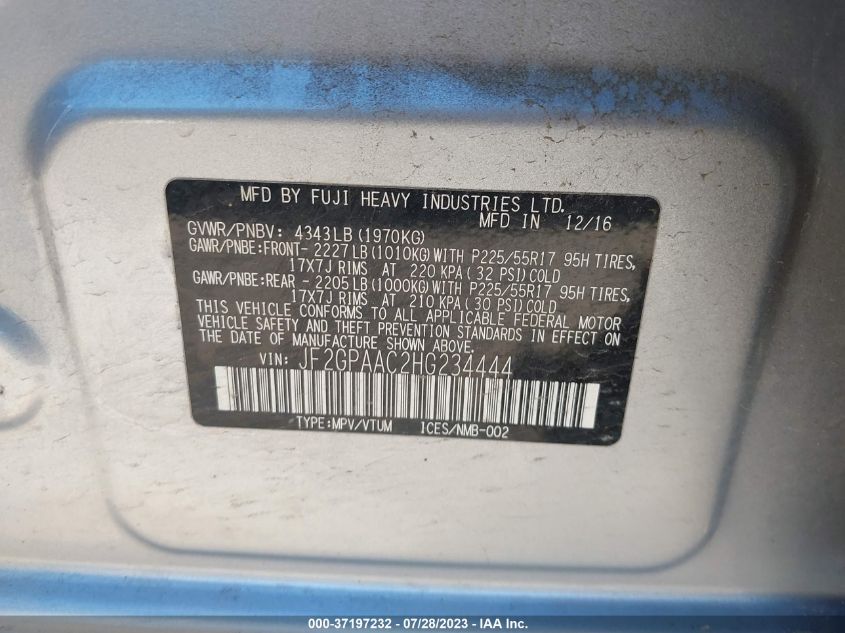 MFD BY FUJI HEAVY INDUSTRIES LTD.
MFD IN 12/16
GVWR/PNBV: 4343LB(1970KG)
GAWR/PNBE:FRONT- 2227LB(1010KG)WITH P225/55R17 95H TIRES,
17X7J RIMS AT 220 KPA(32 PSI)COLD
GAWR/PNBE:REAR - 2205LB(1000KG)WITH P225/55R17 95H TIRES,
17X7J RIMS AT 210 KPA(30 PSI)COLD
THIS VEHICLE CONFORMS TO ALL APPLICABLE FEDERAL MOTOR
VEHICLE SAFETY AND THEFT PREVENTION STANDARDS IN EFFECT ON
THE DATE OF MANUFACTURE SHOWN ABOVE.
VIN: JF2GPAAC2HG234444
TYPE:MPV/VTUM ICES/NMB-002
000-37197232 / 07/28/2023 - IAA Inc.